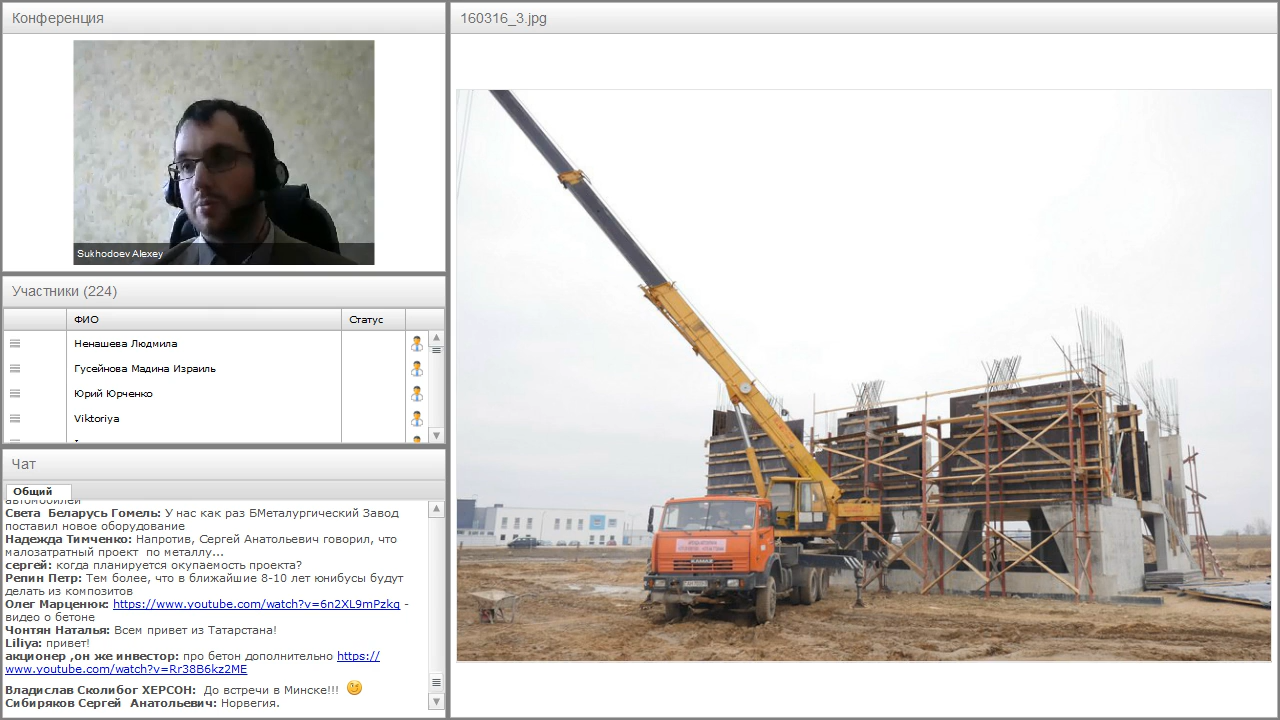 Конференция
Sukhodoev Alexey
Участники (224)
ФИО
Статус
Ненашева Людмила
Гусейнова Мадина Израиль
Юрий Юрченко
Viktoriya
Чат
Общий
автомобилей
Света Беларусь Гомель: У нас как раз БМеталургический Завод
поставил новое оборудование
Надежда Тимченко: Напротив, Сергей Анатольевич говорил, что
малозатратный проект по металлу...
сергей: когда планируется окупаемость проекта?
Репин Петр: тем более, что в ближайшие 8-10 лет юнибусы будут
делать из композитов
Олег Марценюк: https://www.youtube.com/watch?v=6n2XL9mPzkg -
видео о бетоне
Чонтян Наталья: Всем привет из Татарстана!
Liliya: привет!
акционер ,он же инвестор: про бетон дополнительно https://
www.youtube.com/watch?v=Rr38B6kz2ME
Владислав Сколибог ХЕРСОН: До встречи в Минске!!!
Сибиряков Сергей Анатольевич: Норвегия.
160316_3.jpg